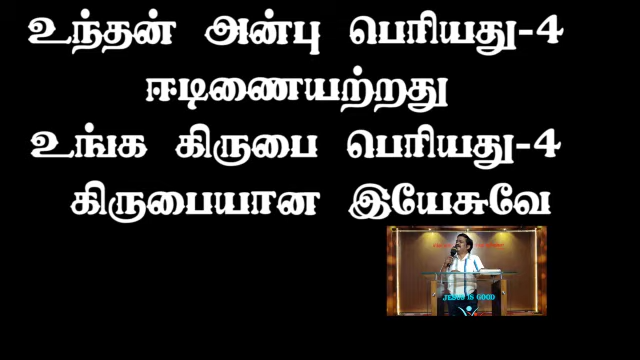 உந்தன் அன்பு பெரியது-4
ஈடிணையற்றது
உங்க கிருபை பெரியது-4
கிருபையான இயேசுவே
JESUS IS GOOD